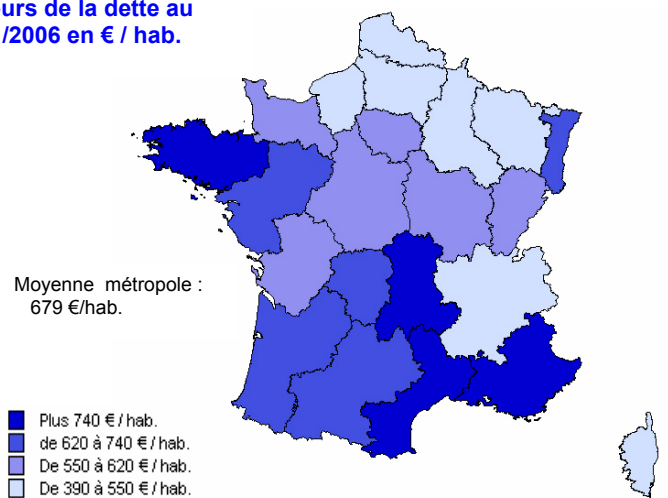 ours de la dette au
/2006 en € / hab.
Moyenne métropole :
679 €/hab.
Plus 740 € / hab.
de 620 à 740 € / hab.
De 550 à 620 € / hab.
De 390 à 550 € / hab.